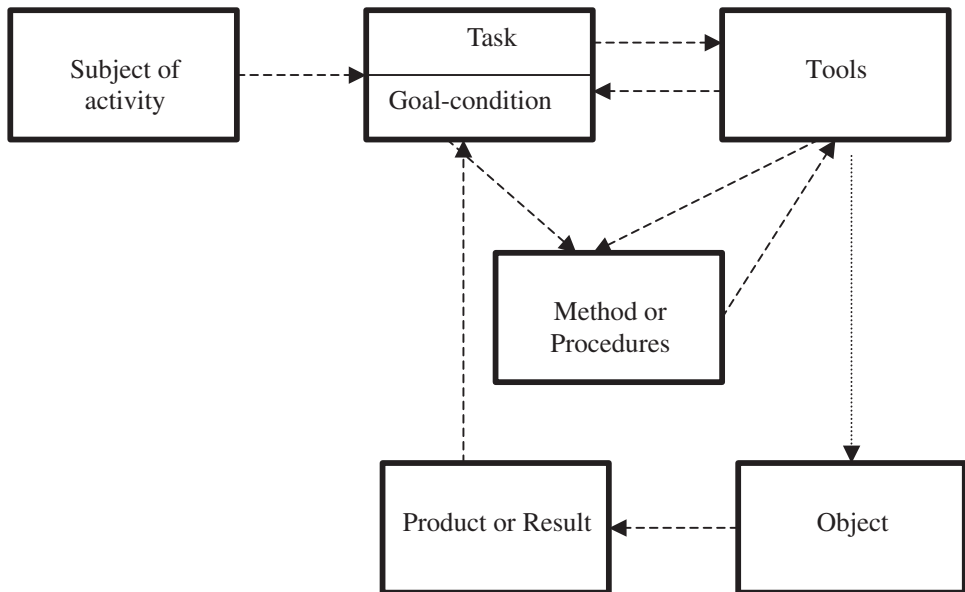 Subject of
activity
Task
Goal-condition
Tools
Method or
Procedures
Product or Result
Object